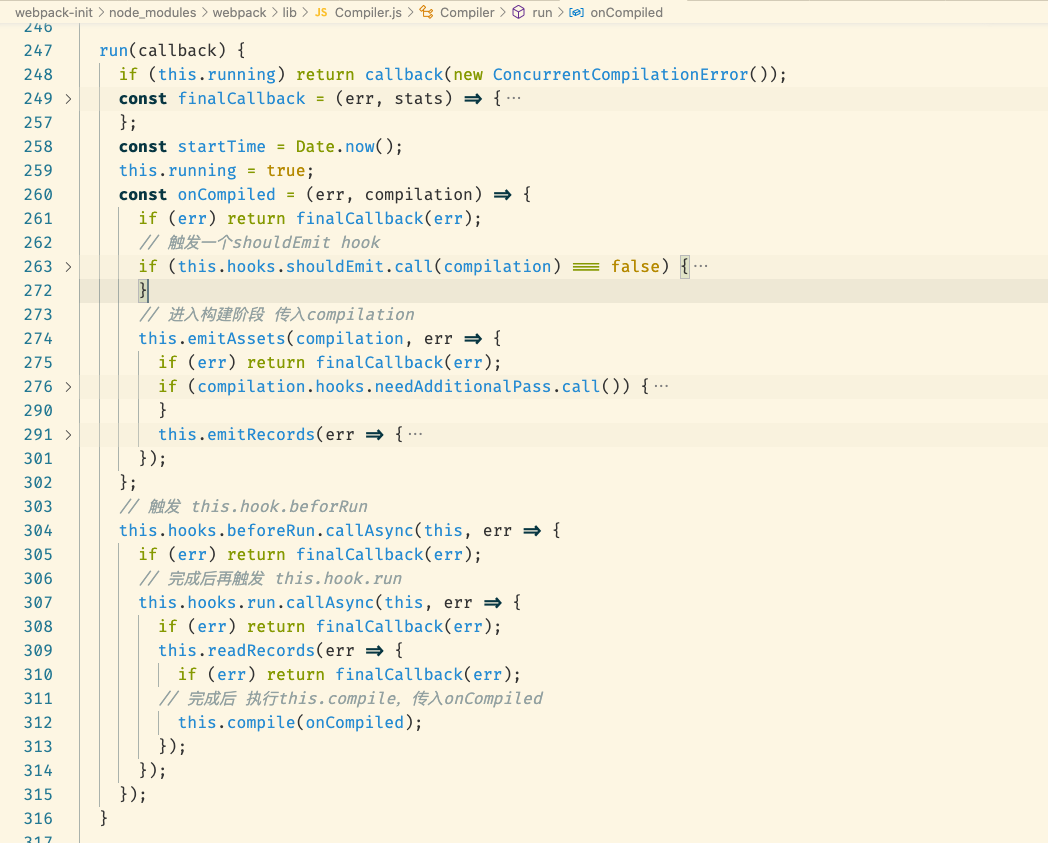 webpack-init > node_modules > webpack > lib > JS Compiler.js > Compiler > run > onCompiled
246
247 run(callback) {
248 if (this.running) return callback(new ConcurrentCompilationError());
249 > const finalCallback = (err, stats) => { ···
257 };
258 const startTime = Date.now();
259 this.running = true;
260 const onCompiled = (err, compilation) => {
261 if (err) return finalCallback(err);
262 // 触发一个shouldEmit hook
263 > if (this.hooks.shouldEmit.call(compilation) === false) { ···
272 }
273 // 进入构建阶段 传入compilation
274 this.emitAssets(compilation, err => {
275 if (err) return finalCallback(err);
276 > if (compilation.hooks.needAdditionalPass.call()) { ···
290 }
291 > this.emitRecords(err => { ···
301 });
302 };
303 // 触发 this.hook.beforRun
304 this.hooks.beforeRun.callAsync(this, err => {
305 if (err) return finalCallback(err);
306 // 完成后再触发 this.hook.run
307 this.hooks.run.callAsync(this, err => {
308 if (err) return finalCallback(err);
309 this.readRecords(err => {
310 if (err) return finalCallback(err);
311 // 完成后 执行this.compile，传入onCompiled
312 this.compile(onCompiled);
313 });
314 });
315 });
316 }
317